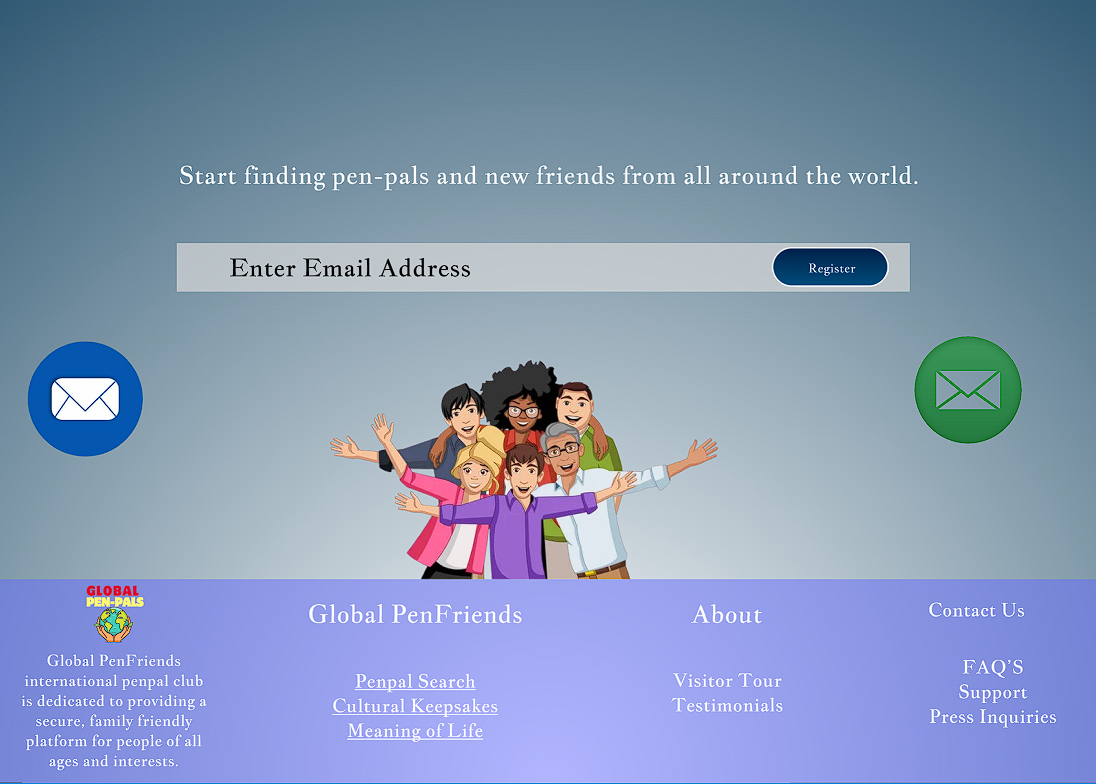 Start finding pen-pals and new friends from all around the world.
Enter Email Address
Register
GLOBAL
PEN-PALS
Global PenFriends
international penpal club
is dedicated to providing a
secure, family friendly
platform for people of all
ages and interests.
Global PenFriends
Penpal Search
Cultural Keepsakes
Meaning of Life
About
Visitor Tour
Testimonials
Contact Us
FAQ'S
Support
Press Inquiries